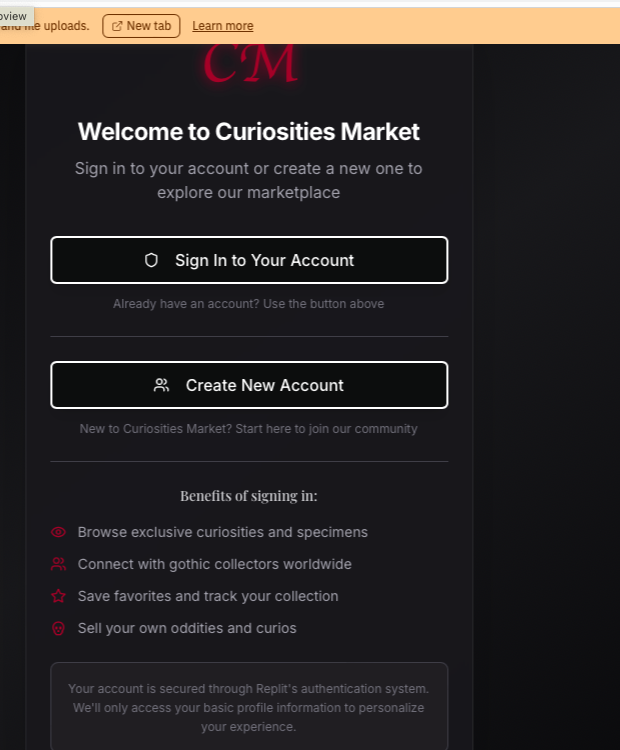 oview
and file uploads. New tab Learn more
CM
Welcome to Curiosities Market
Sign in to your account or create a new one to
explore our marketplace
Sign In to Your Account
Already have an account? Use the button above
Create New Account
New to Curiosities Market? Start here to join our community
Benefits of signing in:
Browse exclusive curiosities and specimens
Connect with gothic collectors worldwide
Save favorites and track your collection
Sell your own oddities and curios
Your account is secured through Replit's authentication system.
We'll only access your basic profile information to personalize
your experience.